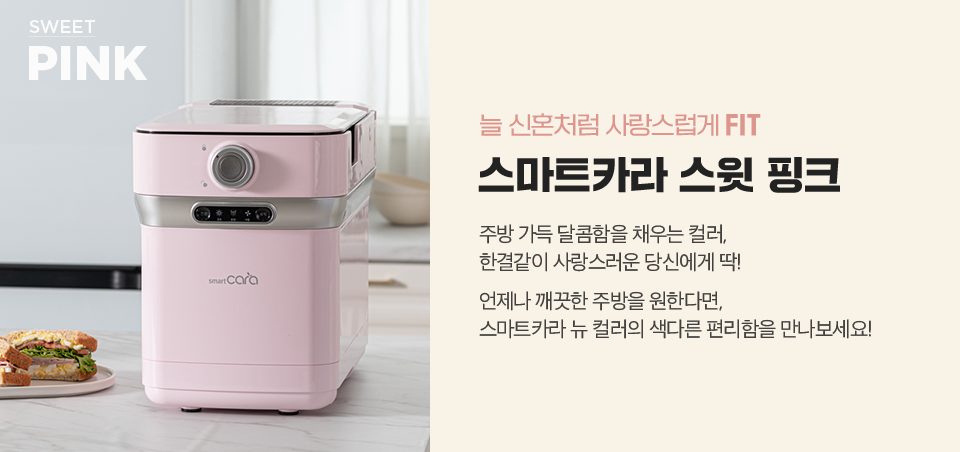 SWEET
PINK
smart cara
늘 신혼처럼 사랑스럽게 FIT
스마트카라 스윗 핑크
주방 가득 달콤함을 채우는 컬러,
한결같이 사랑스러운 당신에게 딱!
언제나 깨끗한 주방을 원한다면,
스마트카라 뉴 컬러의 색다른 편리함을 만나보세요!